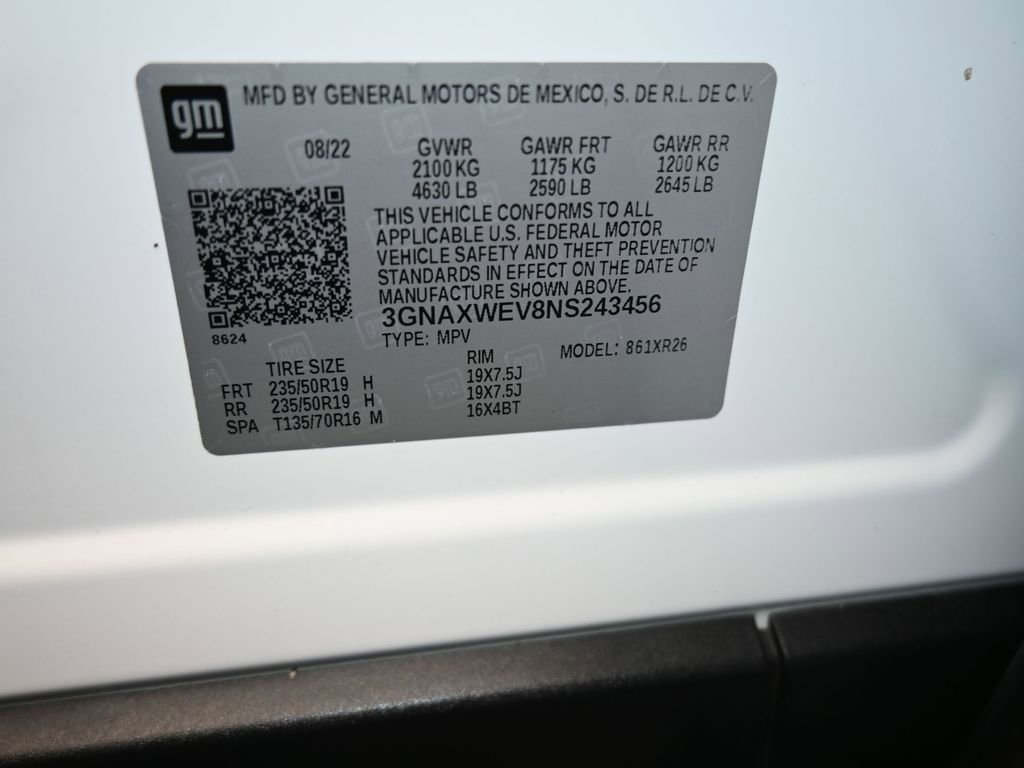 gm
MFD BY GENERAL MOTORS DE MEXICO, S. DE R.L. DE C.V.
08/22 GVWR GAWR FRT GAWR RR
2100 KG 1175 KG 1200 KG
4630 LB 2590 LB 2645 LB
THIS VEHICLE CONFORMS TO ALL
APPLICABLE U.S. FEDERAL MOTOR
VEHICLE SAFETY AND THEFT PREVENTION
STANDARDS IN EFFECT ON THE DATE OF
MANUFACTURE SHOWN ABOVE.
3GNAXWEV8NS243456
8624
TYPE: MPV
MODEL: 861XR26
TIRE SIZE RIM
FRT 235/50R19 H 19X7.5J
RR 235/50R19 H 19X7.5J
SPA T135/70R16 M 16X4BT